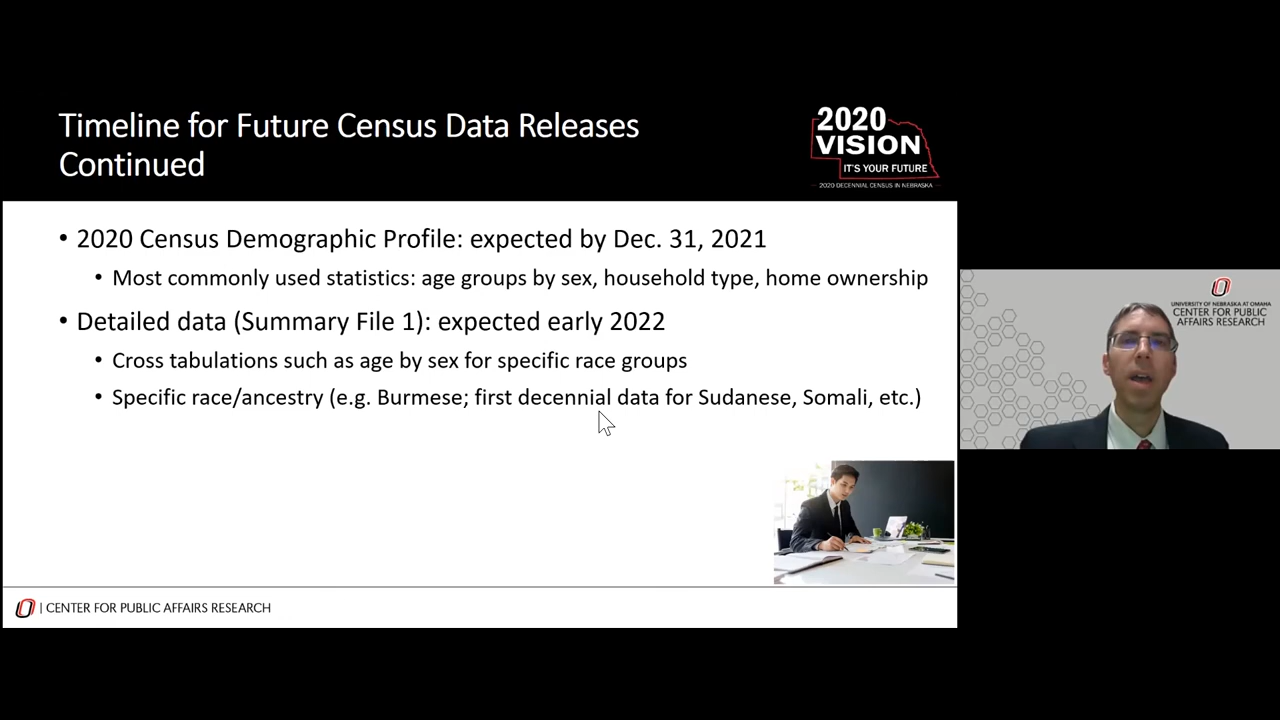 Timeline for Future Census Data Releases
Continued
2020
VISION
IT'S YOUR FUTURE
2020 DECENNIAL CENSUS IN NEBRASKA
• 2020 Census Demographic Profile: expected by Dec. 31, 2021
• Most commonly used statistics: age groups by sex, household type, home ownership
• Detailed data (Summary File 1): expected early 2022
• Cross tabulations such as age by sex for specific race groups
• Specific race/ancestry (e.g. Burmese; first decennial data for Sudanese, Somali, etc.)
O | CENTER FOR PUBLIC AFFAIRS RESEARCH
O
UNIVERSITY OF NEBRASKA AT OMAHA
CENTER FOR PUBLIC
AFFAIRS RESEARCH